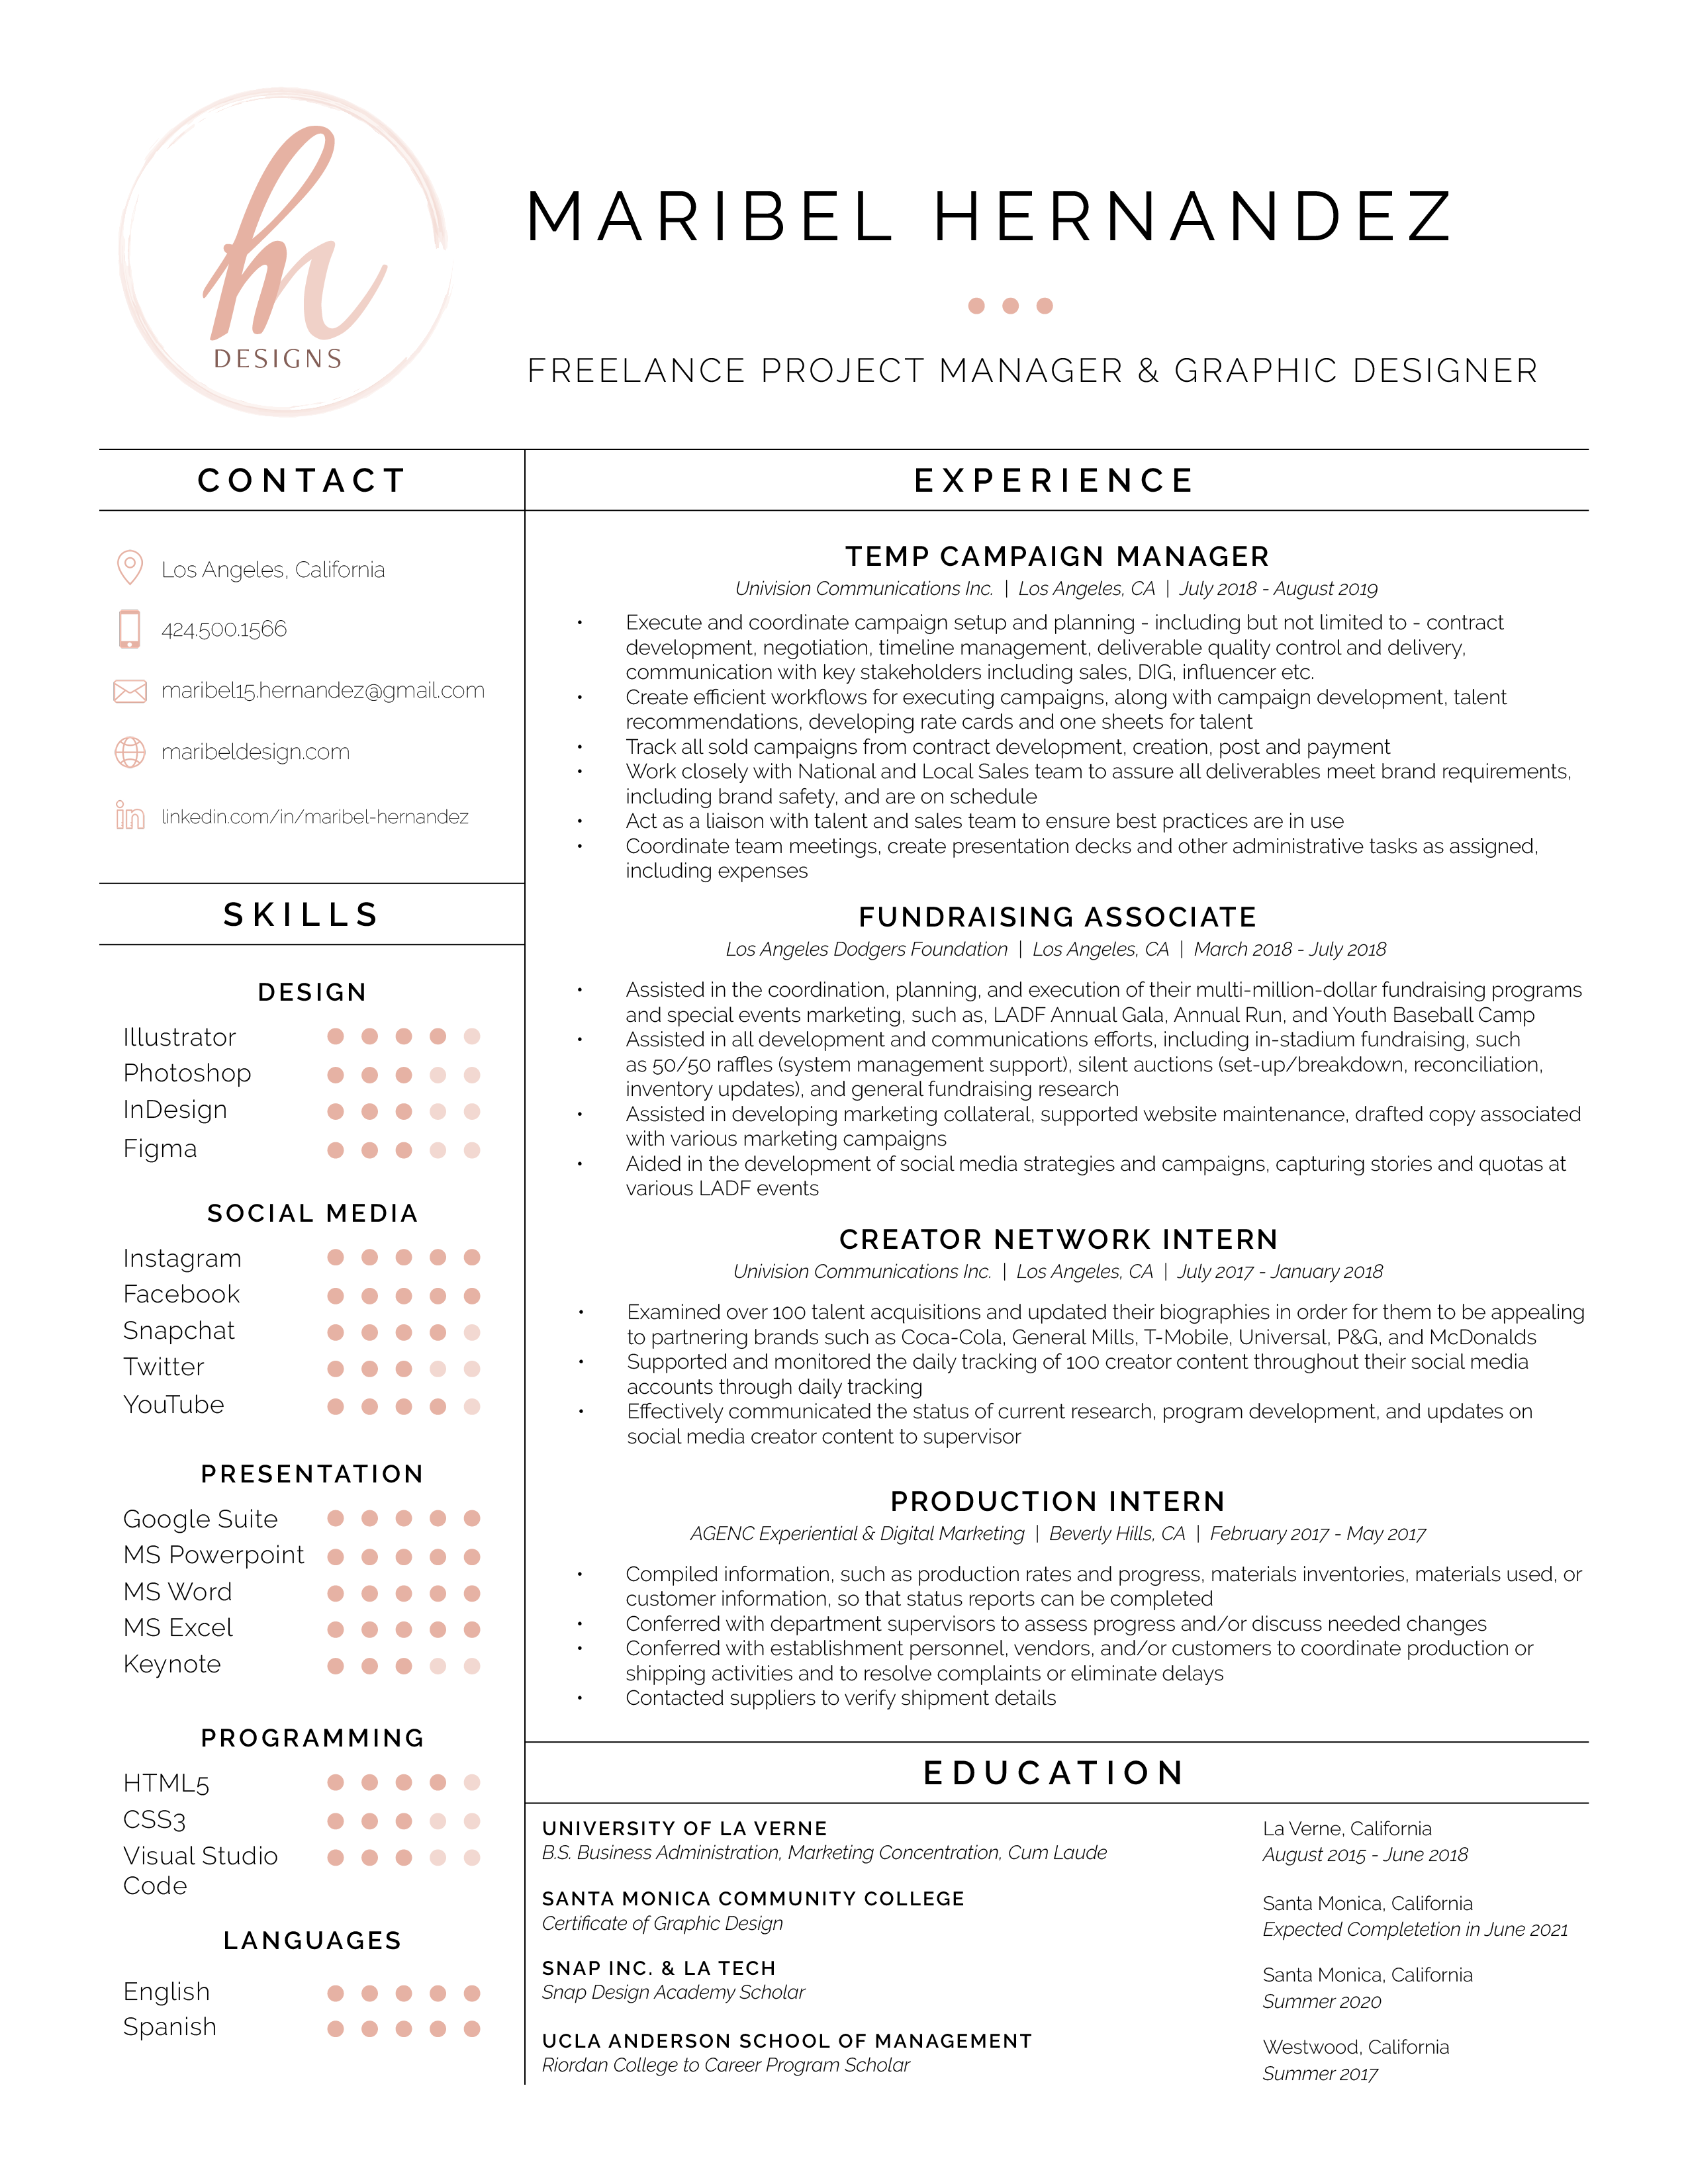 hm
DESIGNS
MARIBEL HERNANDEZ
FREELANCE PROJECT MANAGER & GRAPHIC DESIGNER
CONTACT
Los Angeles, California
424.500.1566
maribel15.hernandez@gmail.com
maribeldesign.com
in linkedin.com/in/maribel-hernandez
SKILLS
DESIGN
Illustrator
Photoshop
InDesign
Figma
SOCIAL MEDIA
Instagram
Facebook
Snapchat
Twitter
YouTube
PRESENTATION
Google Suite
MS Powerpoint
MS Word
MS Excel
Keynote
PROGRAMMING
HTML5
CSS3
Visual Studio
Code
LANGUAGES
English
Spanish
EXPERIENCE
TEMP CAMPAIGN MANAGER
Univision Communications Inc. | Los Angeles, CA | July 2018 - August 2019
• Execute and coordinate campaign setup and planning - including but not limited to - contract
development, negotiation, timeline management, deliverable quality control and delivery,
communication with key stakeholders including sales, DIG, influencer etc.
• Create efficient workflows for executing campaigns, along with campaign development, talent
recommendations, developing rate cards and one sheets for talent
• Track all sold campaigns from contract development, creation, post and payment
• Work closely with National and Local Sales team to assure all deliverables meet brand requirements,
including brand safety, and are on schedule
• Act as a liaison with talent and sales team to ensure best practices are in use
• Coordinate team meetings, create presentation decks and other administrative tasks as assigned,
including expenses
FUNDRAISING ASSOCIATE
Los Angeles Dodgers Foundation | Los Angeles, CA | March 2018 - July 2018
• Assisted in the coordination, planning, and execution of their multi-million-dollar fundraising programs
and special events marketing, such as, LADF Annual Gala, Annual Run, and Youth Baseball Camp
• Assisted in all development and communications efforts, including in-stadium fundraising, such
as 50/50 raffles (system management support), silent auctions (set-up/breakdown, reconciliation,
inventory updates), and general fundraising research
• Assisted in developing marketing collateral, supported website maintenance, drafted copy associated
with various marketing campaigns
• Aided in the development of social media strategies and campaigns, capturing stories and quotas at
various LADF events
CREATOR NETWORK INTERN
Univision Communications Inc. | Los Angeles, CA | July 2017 - January 2018
• Examined over 100 talent acquisitions and updated their biographies in order for them to be appealing
to partnering brands such as Coca-Cola, General Mills, T-Mobile, Universal, P&G, and McDonalds
• Supported and monitored the daily tracking of 100 creator content throughout their social media
accounts through daily tracking
• Effectively communicated the status of current research, program development, and updates on
social media creator content to supervisor
PRODUCTION INTERN
AGENC Experiential & Digital Marketing | Beverly Hills, CA | February 2017 - May 2017
• Compiled information, such as production rates and progress, materials inventories, materials used, or
customer information, so that status reports can be completed
• Conferred with department supervisors to assess progress and/or discuss needed changes
• Conferred with establishment personnel, vendors, and/or customers to coordinate production or
shipping activities and to resolve complaints or eliminate delays
• Contacted suppliers to verify shipment details
EDUCATION
UNIVERSITY OF LA VERNE
La Verne, California
B.S. Business Administration, Marketing Concentration, Cum Laude
August 2015 - June 2018
SANTA MONICA COMMUNITY COLLEGE
Santa Monica, California
Certificate of Graphic Design
Expected Completetion in June 2021
SNAP INC. & LA TECH
Santa Monica, California
Snap Design Academy Scholar
Summer 2020
UCLA ANDERSON SCHOOL OF MANAGEMENT
Westwood, California
Riordan College to Career Program Scholar
Summer 2017